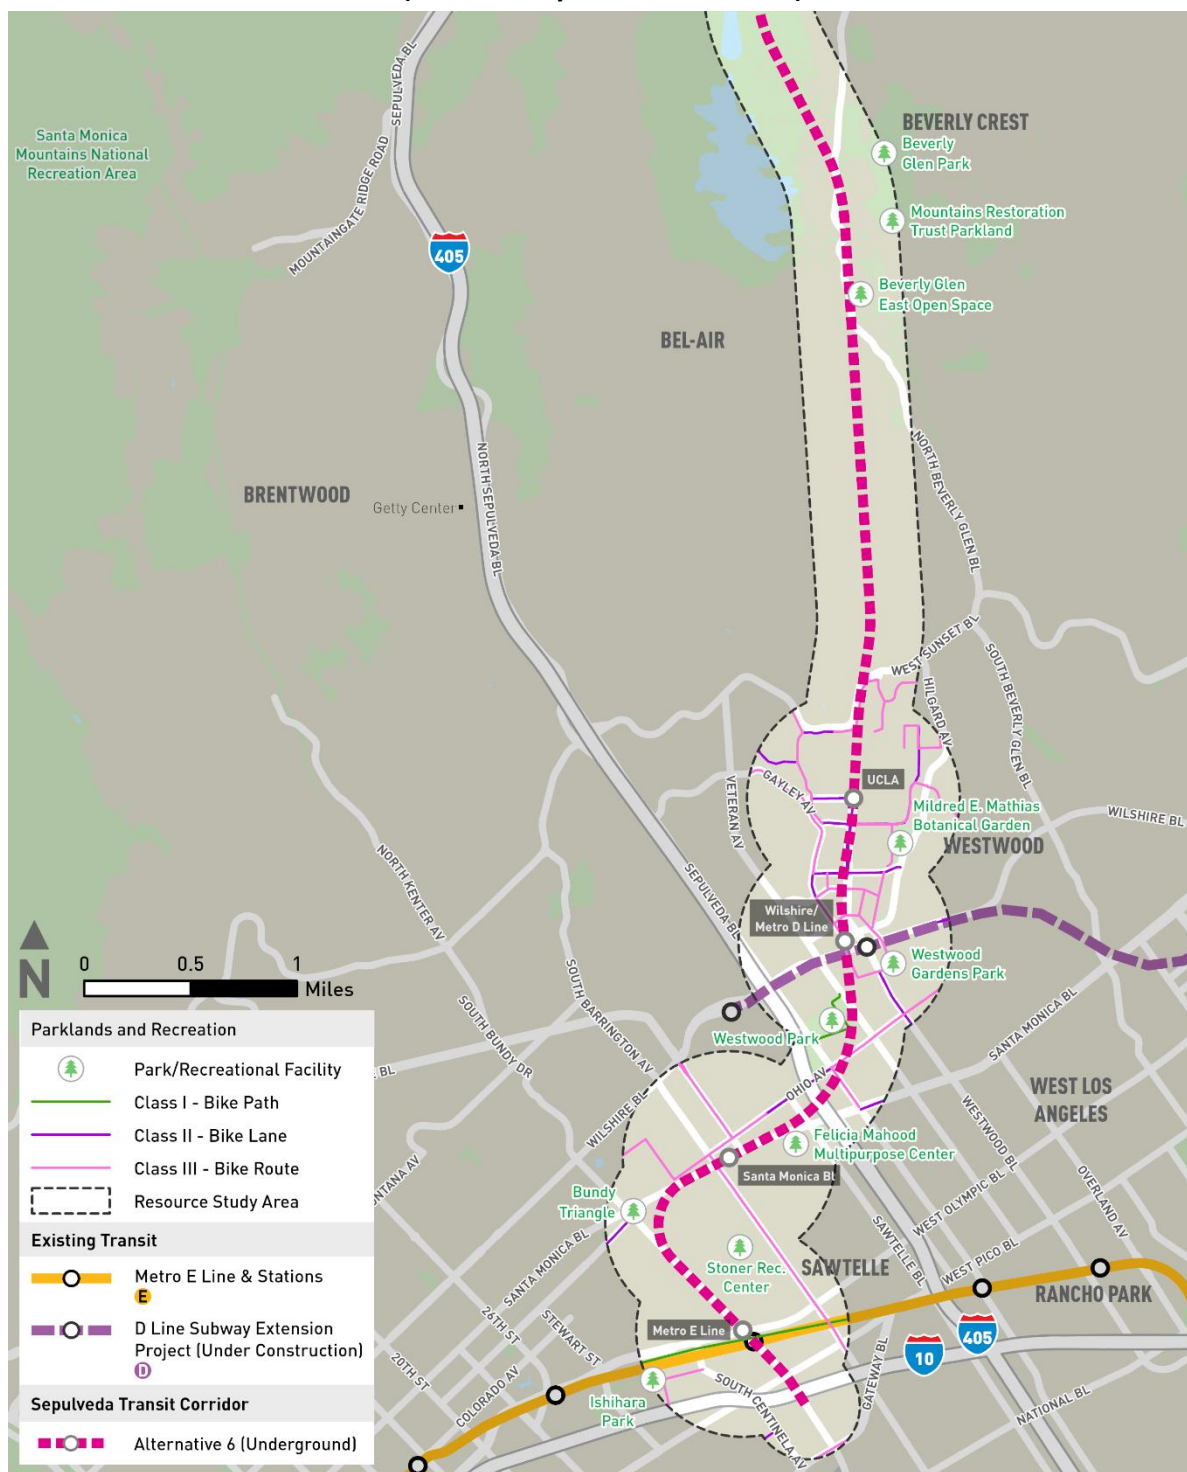 SEPULVEDA BL
Santa Monica
Mountains National
Recreation Area
MOUNTAINGATE RIDGE ROAD
405
BEVERLY CREST
Beverly
Glen Park
Mountains Restoration
Trust Parkland
Beverly Glen
East Open Space
BEL-AIR
BRENTWOOD
Getty Center
NORTH SEPULVEDA BL
NORTH BEVERLY GLEN BL
WEST SUNSET BL
HILGARD AV
SOUTH BEVERLY GLEN BL
UCLA
GAYLEY AV
VETERAN AV
Mildred E. Mathias
Botanical Garden
WESTWOOD
WILSHIRE BL
NORTH KENTER AV
SEPULVEDA BL
Wilshire/
Metro D Line
Westwood
Gardens Park
SOUTH BARRINGTON AV
SOUTH BUNDY DR
Westwood Park
SANTA MONICA BL
OHIO AV
WEST LOS
ANGELES
WILSHIRE BL
BL
Felicia Mahood
Multipurpose Center
WESTWOOD BL
OVERLAND AV
Santa Monica Bl
NTANA AV
Bundy
Triangle
WEST OLYMPIC BL
SANTA MONICA BL
Stoner Rec.
Center
SAWTELLE
SAWTELLE BL
WEST PICO BL
RANCHO PARK
26TH ST
STEWART ST
Metro E Line
405
10
20TH ST
COLORADO AV
Ishihara
Park
SOUTH CENTINELA AV
GATEWAY BL
NATIONAL BL
N
0 0.5 1
Miles
Parklands and Recreation
Park/Recreational Facility
Class I - Bike Path
Class II - Bike Lane
Class III - Bike Route
Resource Study Area
Existing Transit
Metro E Line & Stations
E
D Line Subway Extension
Project (Under Construction)
D
Sepulveda Transit Corridor
Alternative 6 (Underground)